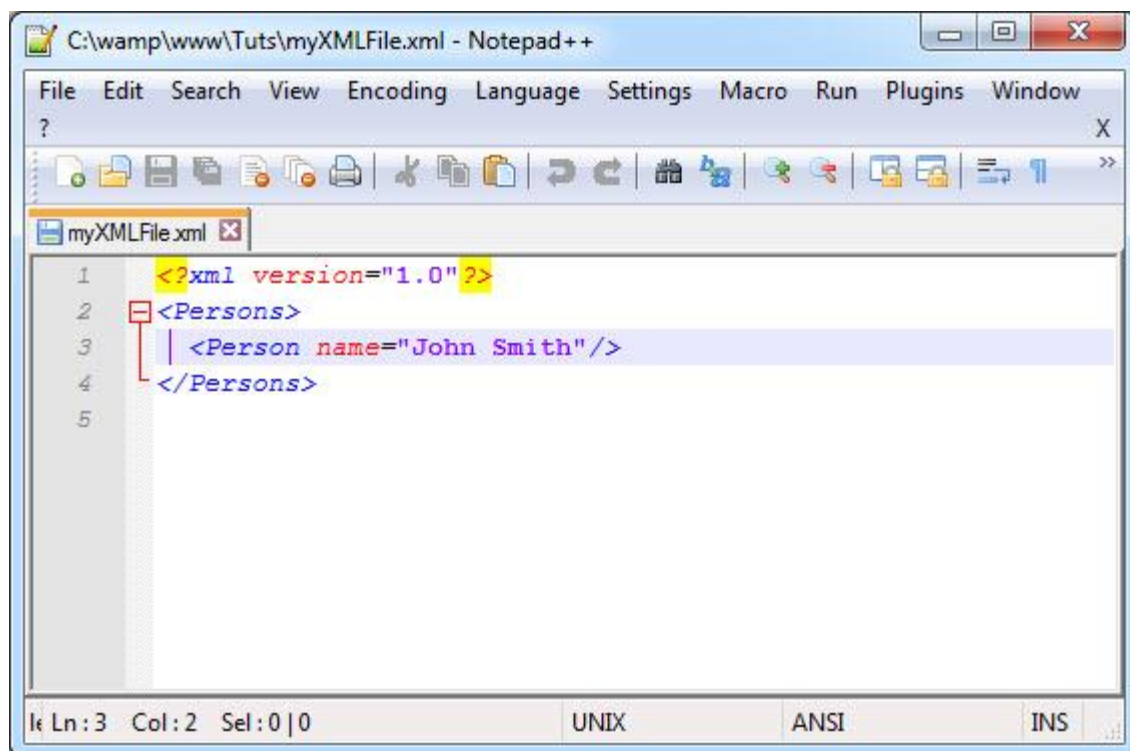 C:\wamp\www\Tuts\myXMLFile.xml - Notepad++
File Edit Search View Encoding Language Settings Macro Run Plugins Window
? X
myXMLFile.xml
1 <?xml version="1.0"?>
2 <Persons>
3 <Person name="John Smith"/>
4 </Persons>
5
Ln : 3 Col : 2 Sel : 0 | 0 UNIX ANSI INS